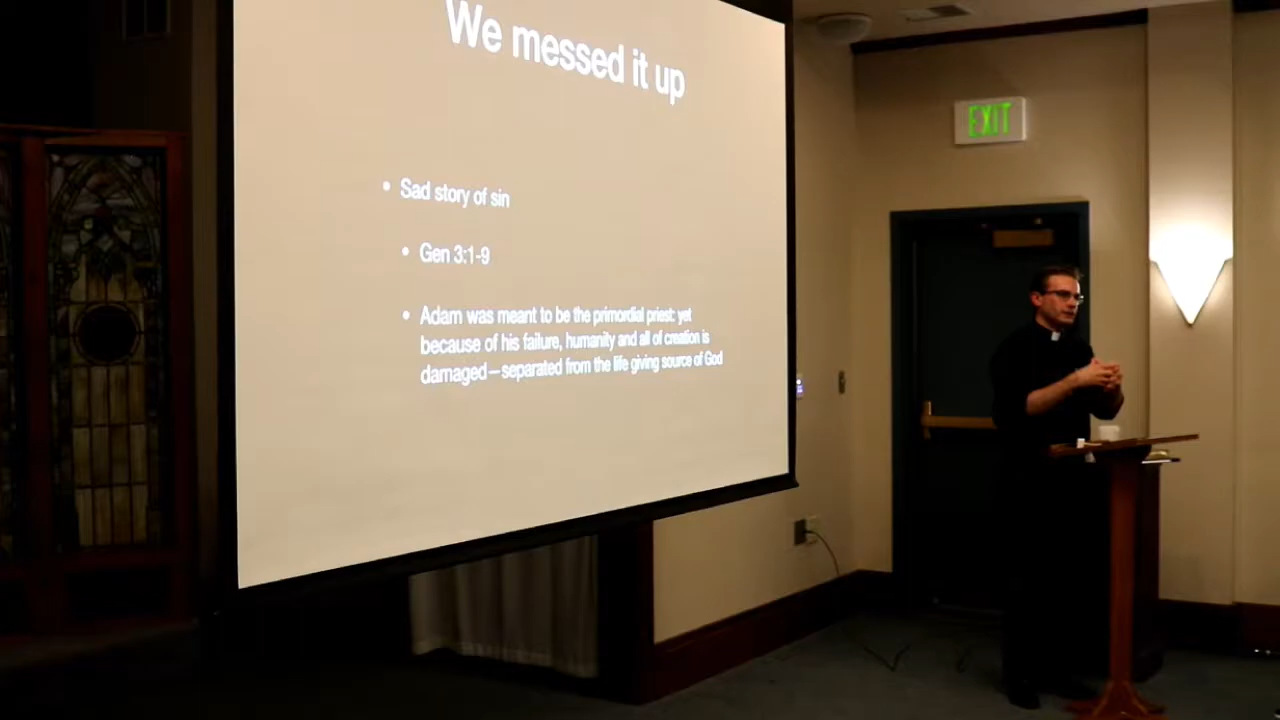 We messed it up
• Sad story of sin
• Gen 3:1-9
• Adam was meant to be the primordial priest: yet
because of his failure, humanity and all of creation is
damaged—separated from the life giving source of God
EXIT